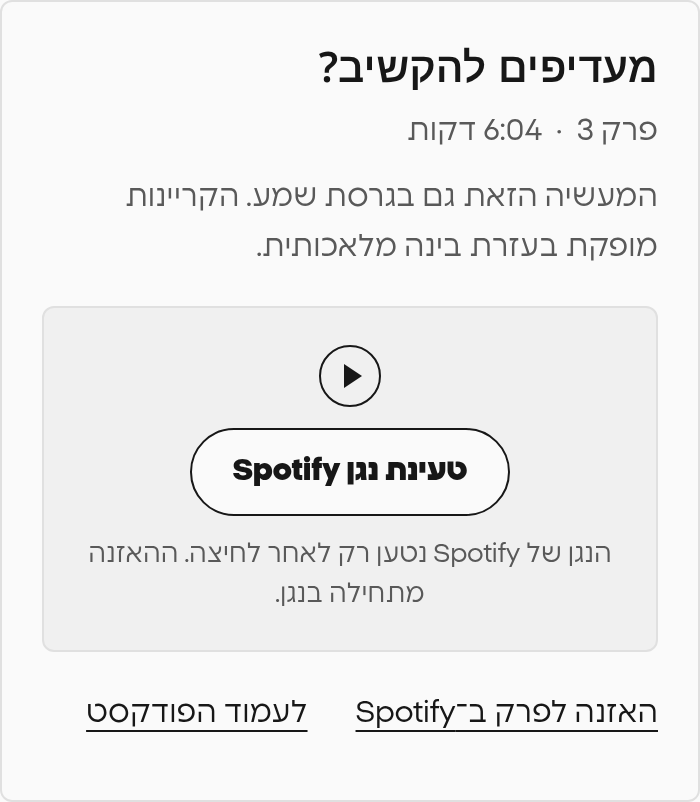 מעדיפים להקשיב?
פרק 3 · 6:04 דקות
המעשיה הזאת גם בגרסת שמע. הקריינות
מופקת בעזרת בינה מלאכותית.
טעינת נגן Spotify
הנגן של Spotify נטען רק לאחר לחיצה. ההאזנה
מתחילה בנגן.
האזנה לפרק ב־Spotify לעמוד הפודקסט